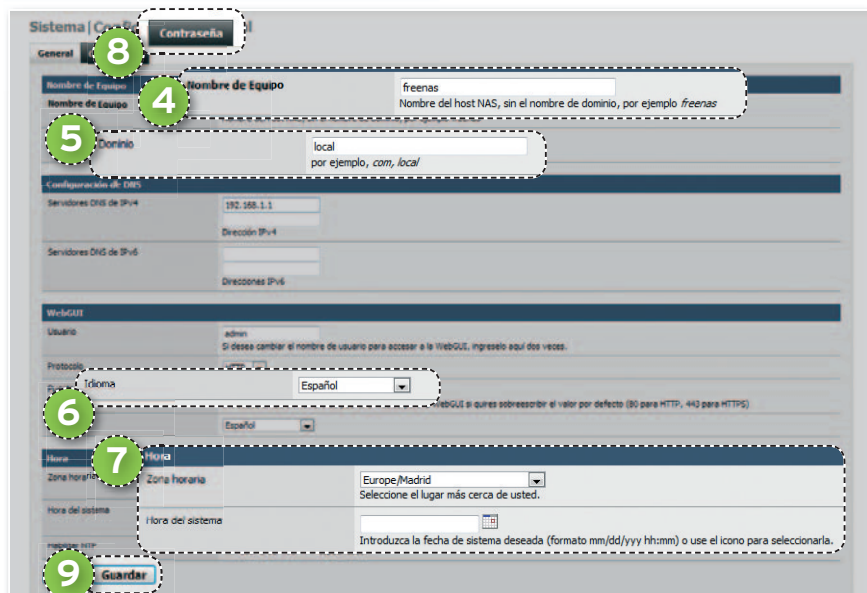 Sistema|Con
Contraseña
8
General
Nombre de Equipo
Nombre de Equipo
4
Nombre de Equipo
freenas
Nombre del host NAS, sin el nombre de dominio, por ejemplo freenas
5
Dominio
local
por ejemplo, com, local
Configuración de DNS
Servidores DNS de IPv4
192.168.1.1
Dirección IPv4
Servidores DNS de IPv6
Direcciones IPv6
WebGUI
Usuario
admin
Si desea cambiar el nombre de usuario para accesar a la WebGUI, ingreselo aquí dos veces.
Protocolo
Idioma
Español
6
WebGUI si quires sobreescribir el valor por defecto (80 para HTTP, 443 para HTTPS)
Español
7
Hora
Hora
Zona horaria
Zona horaria
Europe/Madrid
Seleccione el lugar más cerca de usted.
Hora del sistema
Hora del sistema
Introduzca la fecha de sistema deseada (formato mm/dd/yyy hh:mm) o use el icono para seleccionarla.
Habilitar NTP
9
Guardar